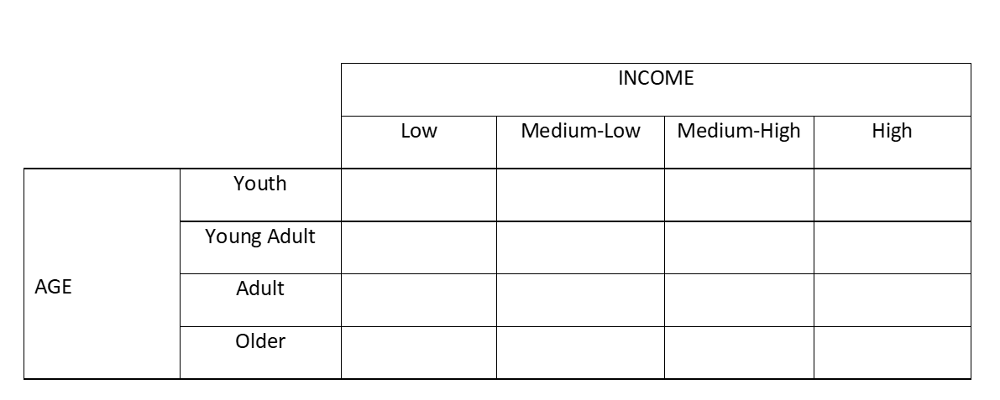 INCOME
Low Medium-Low Medium-High High
Youth
Young Adult
AGE
Adult
Older